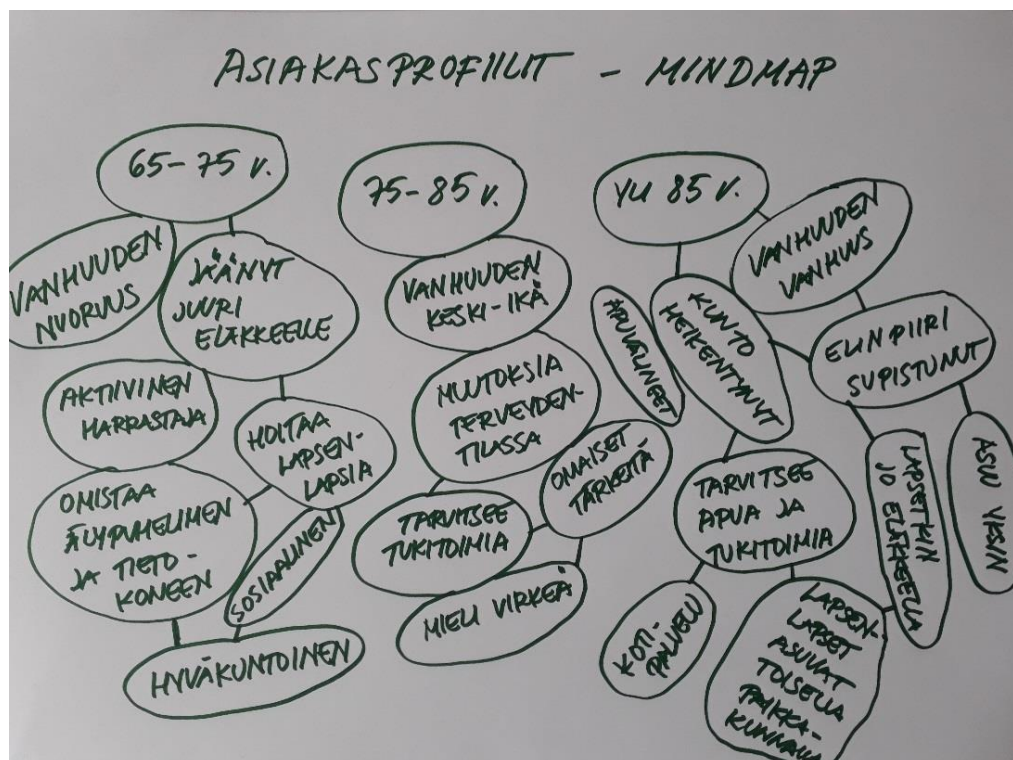 ASIAKASPROFIILIT - MINDMAP
65-75 v.
VANHUUDEN
NUORUUS
JÄÄNYT
JUURI
ELÄKKEELLE
AKTIIVINEN
HARRASTAJA
HOITAA
LAPSEN-
LAPSIA
OMISTAA
ÄLYPUHELIMEN
JA TIETO-
KONEEN
SOSIAALINEN
HYVÄKUNTOINEN
75-85 v.
VANHUUDEN
KESKI-IKÄ
MUUTOKSIA
TERVEYDEN-
TILASSA
OMAISET
TÄRKEITÄ
TARVITSEE
TUKITOIMIA
MIELI VIRKEÄ
YLI 85 v.
VANHUUDEN
VANHUUS
APUVÄLINEET
KUNTO
HEIKENTYNYT
ELINPIIRI
SUPISTUNUT
TARVITSEE
APUA JA
TUKITOIMIA
LAPSETKIN
JO ELÄKKEELLÄ
ASUU YKSIN
KOTI-
PALVELU
LAPSEN-
LAPSET
ASUVAT
TOISELLA
PAIKKA-
KUNNALLA